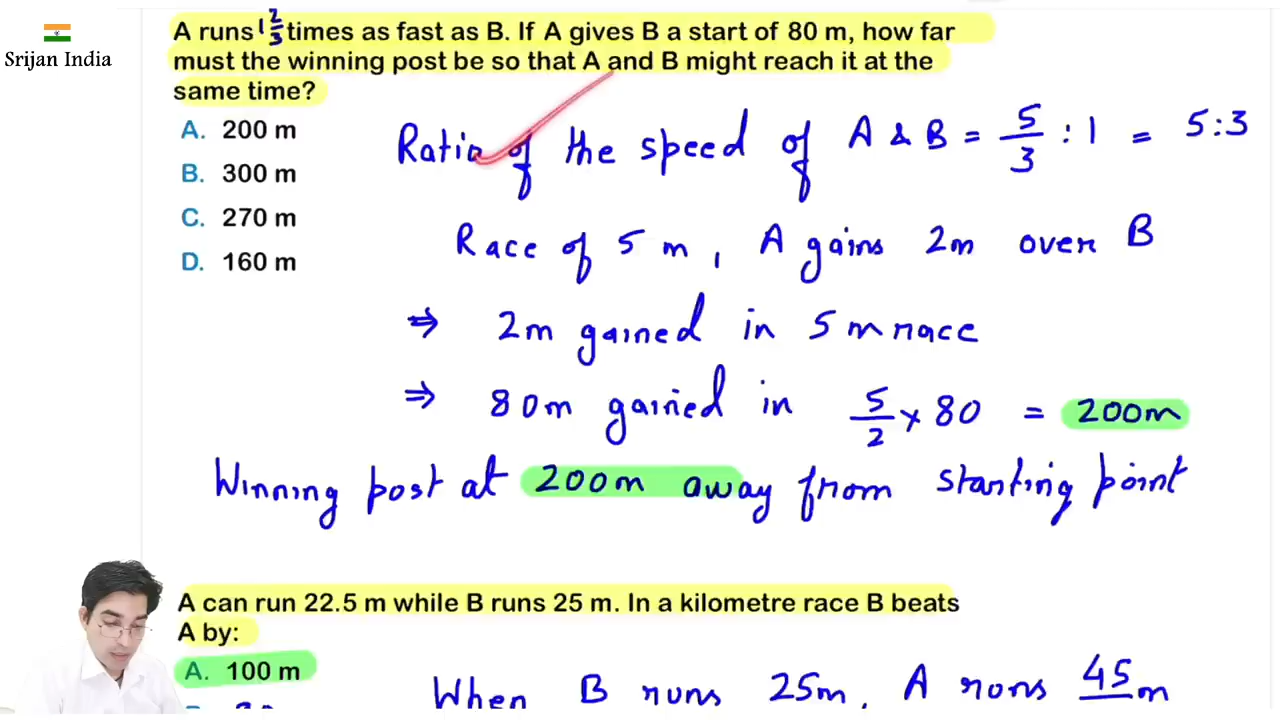 Srijan India
A runs 1 2/3 times as fast as B. If A gives B a start of 80 m, how far
must the winning post be so that A and B might reach it at the
same time?
A. 200 m
B. 300 m
C. 270 m
D. 160 m
Ratio of the speed of A & B = 5/3 : 1 = 5:3
Race of 5 m, A gains 2m over B
⇒ 2m gained in 5 m race
⇒ 80m gained in 5/2 × 80 = 200m
Winning post at 200m away from starting point
A can run 22.5 m while B runs 25 m. In a kilometre race B beats
A by:
A. 100 m
When B runs 25m, A runs 45 m